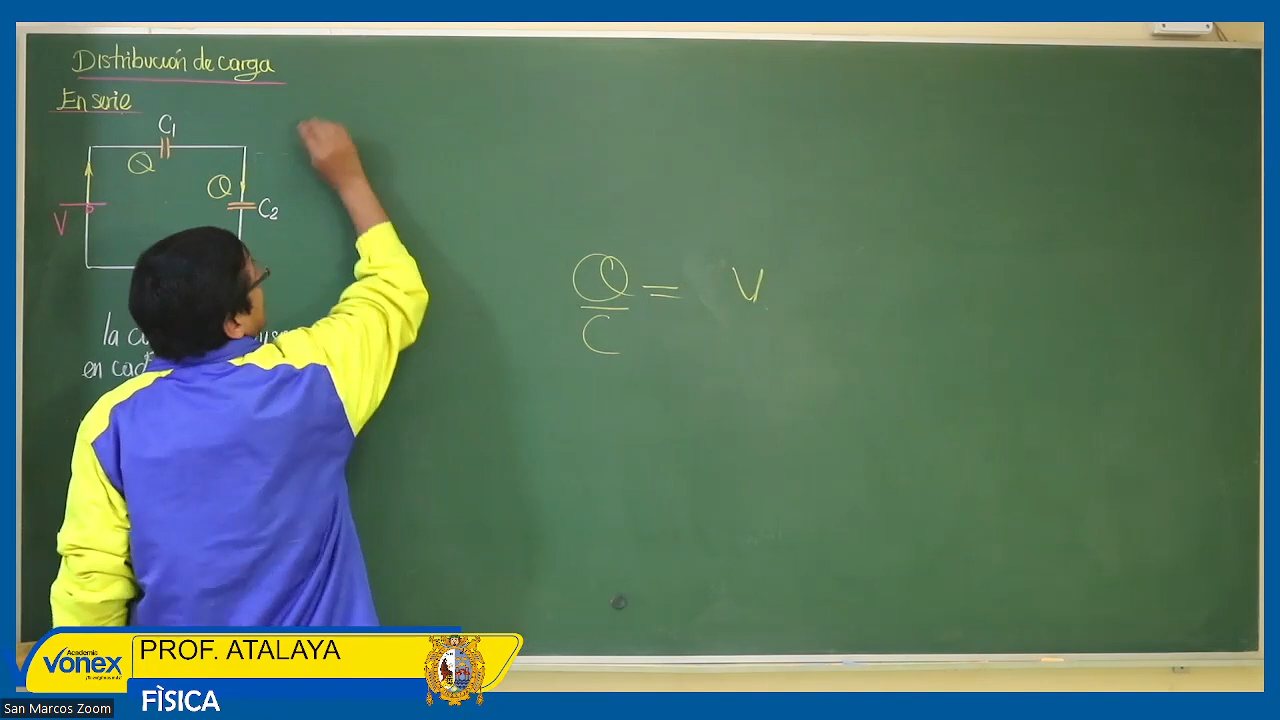 Distribución de carga
En serie
C1
Q
Q
C2
V
la
en cad
Q = V
C
Academia
vonex
PROF. ATALAYA
FÌSICA
San Marcos Zoom